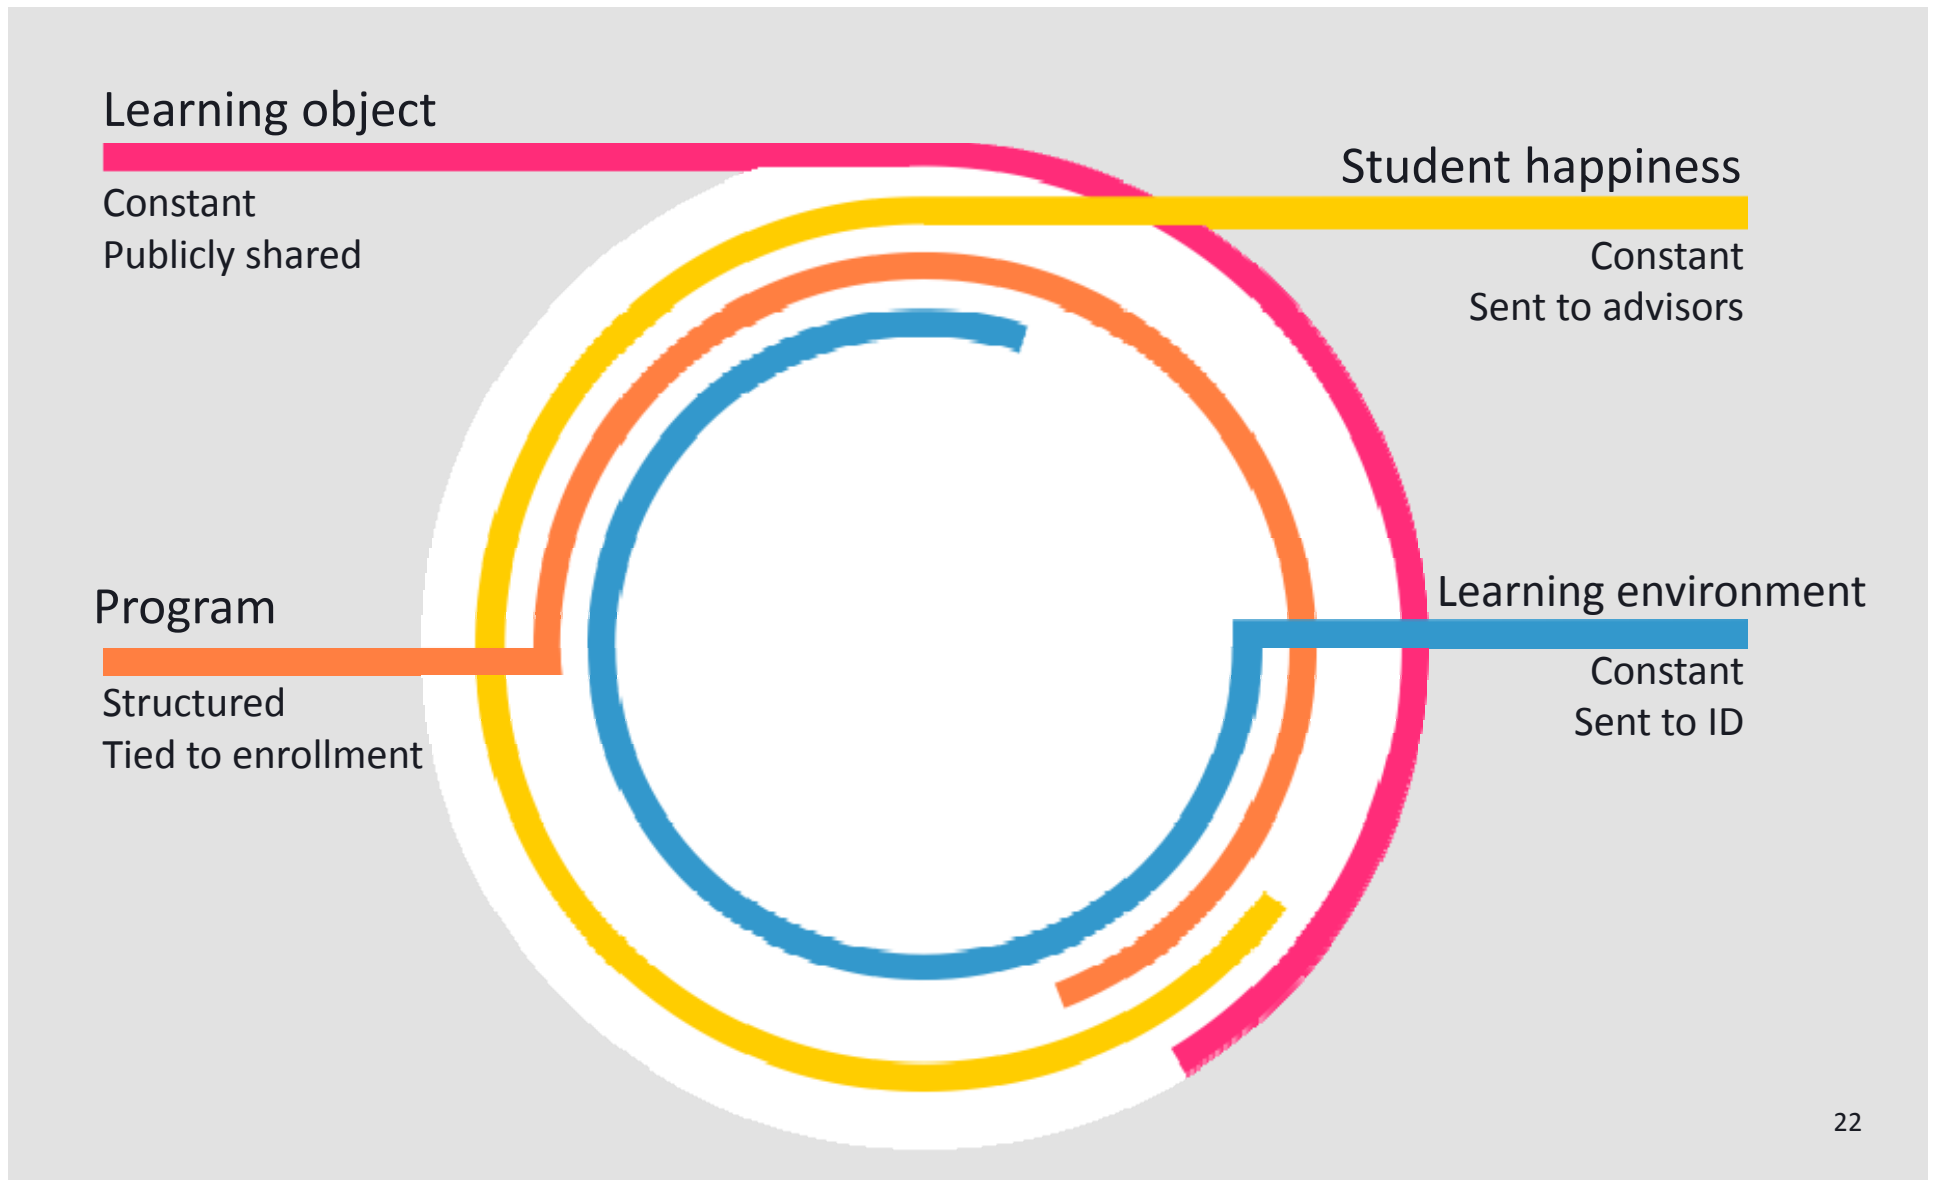 Learning object
Constant
Publicly shared
Student happiness
Constant
Sent to advisors
Program
Structured
Tied to enrollment
Learning environment
Constant
Sent to ID
22